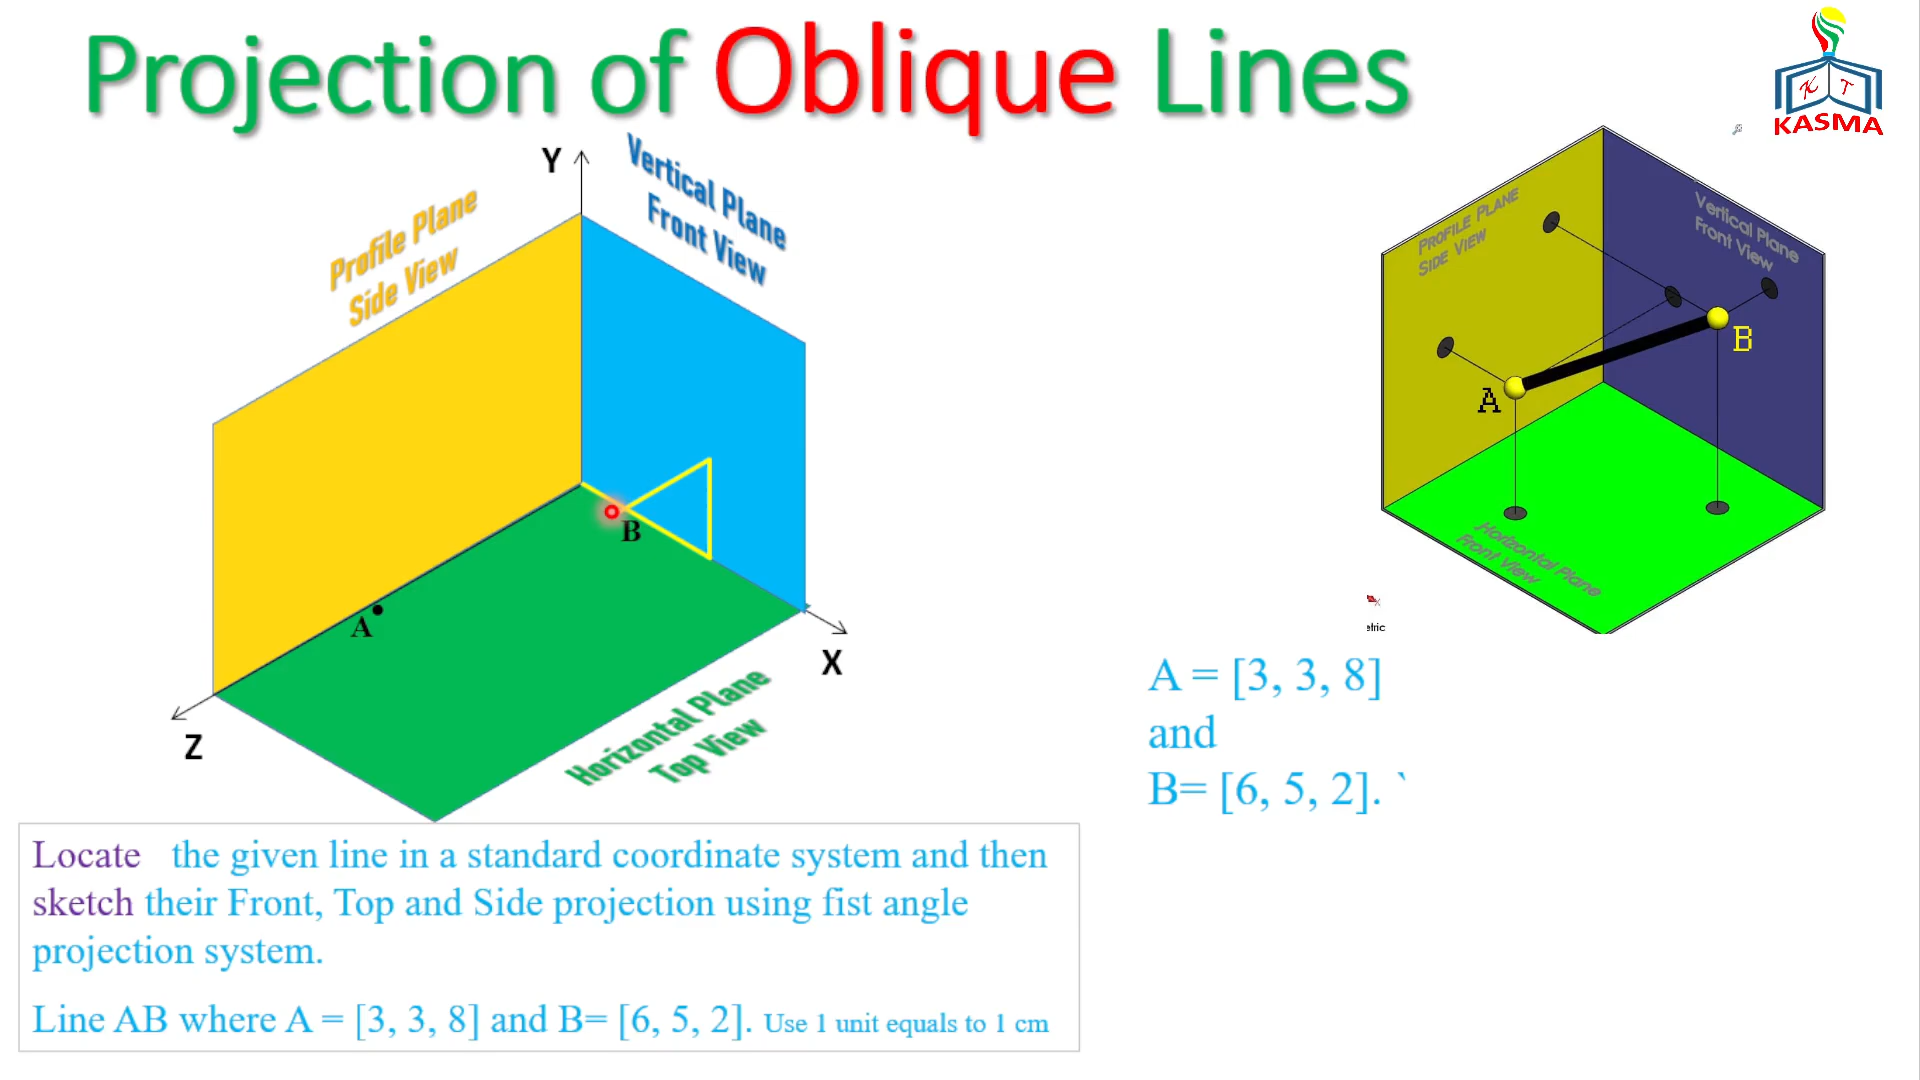 Projection of Oblique Lines
K T
KASMA
Y
Vertical Plane
Front View
Profile Plane
Side View
B
A
X
Z
Horizontal Plane
Top View
Profile Plane
Side View
Vertical Plane
Front View
B
A
Horizontal Plane
Front View
X
etric
A = [3, 3, 8]
and
B= [6, 5, 2]. `
Locate the given line in a standard coordinate system and then
sketch their Front, Top and Side projection using fist angle
projection system.
Line AB where A = [3, 3, 8] and B= [6, 5, 2]. Use 1 unit equals to 1 cm